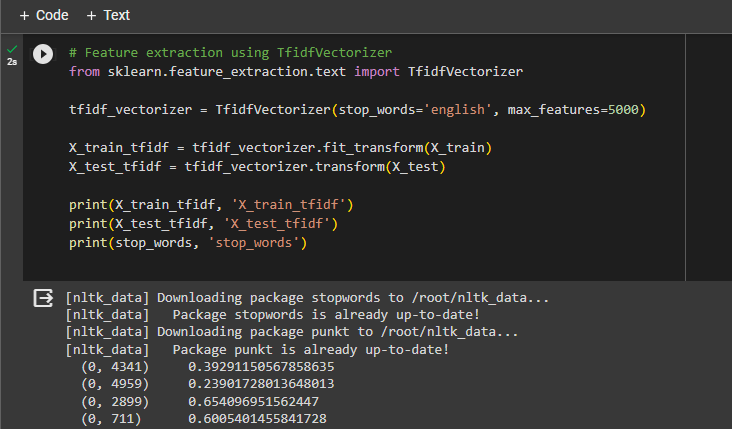 + Code + Text
2s
# Feature extraction using TfidfVectorizer
from sklearn.feature_extraction.text import TfidfVectorizer
tfidf_vectorizer = TfidfVectorizer(stop_words='english', max_features=5000)
X_train_tfidf = tfidf_vectorizer.fit_transform(X_train)
X_test_tfidf = tfidf_vectorizer.transform(X_test)
print(X_train_tfidf, 'X_train_tfidf')
print(X_test_tfidf, 'X_test_tfidf')
print(stop_words, 'stop_words')
[nltk_data] Downloading package stopwords to /root/nltk_data...
[nltk_data]   Package stopwords is already up-to-date!
[nltk_data] Downloading package punkt to /root/nltk_data...
[nltk_data]   Package punkt is already up-to-date!
(0, 4341) 0.39291150567858635
(0, 4959) 0.23901728013648013
(0, 2899) 0.654096951562447
(0, 711) 0.6005401455841728